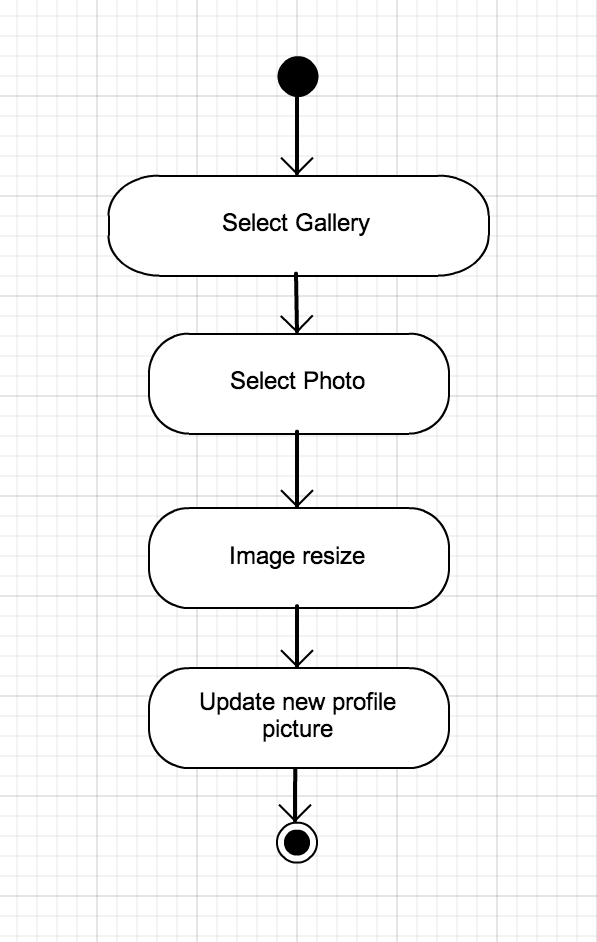 Select Gallery
Select Photo
Image resize
Update new profile
picture